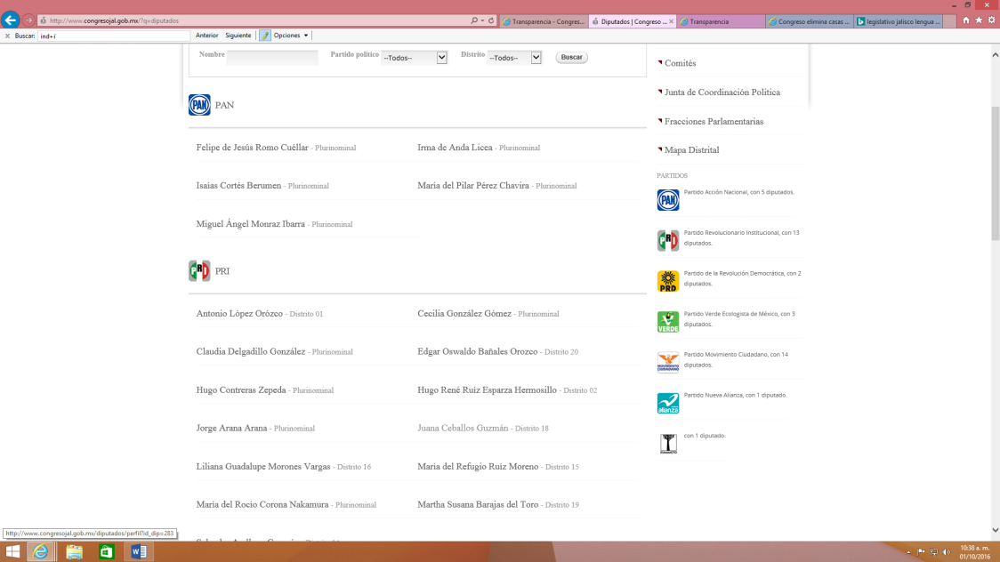 http://www.congresojal.gob.mx/?q=diputados
Transparencia - Congres...
Diputados | Congreso ...
Transparencia
Congreso elimina casas ...
legislativo jalisco lengua ...
Buscar: ind+i
Anterior Siguiente Opciones
Nombre Partido político --Todos-- Distrito --Todos-- Buscar
PAN PAN
Felipe de Jesús Romo Cuéllar - Plurinominal Irma de Anda Licea - Plurinominal
Isaías Cortés Berumen - Plurinominal María del Pilar Pérez Chavira - Plurinominal
Miguel Ángel Monraz Ibarra - Plurinominal
PRI PRI
Antonio López Orózco - Distrito 01 Cecilia González Gómez - Plurinominal
Claudia Delgadillo González - Plurinominal Edgar Oswaldo Bañales Orozco - Distrito 20
Hugo Contreras Zepeda - Plurinominal Hugo René Ruíz Esparza Hermosillo - Distrito 02
Jorge Arana Arana - Plurinominal Juana Ceballos Guzmán - Distrito 18
Liliana Guadalupe Morones Vargas - Distrito 16 María del Refugio Ruíz Moreno - Distrito 15
María del Rocío Corona Nakamura - Plurinominal Martha Susana Barajas del Toro - Distrito 19
Comités
Junta de Coordinación Política
Fracciones Parlamentarias
Mapa Distrital
PARTIDOS
PAN
Partido Acción Nacional, con 5 diputados.
PRI
Partido Revolucionario Institucional, con 13
diputados.
PRD
Partido de la Revolución Democrática, con 2
diputados.
VERDE
Partido Verde Ecologista de México, con 3
diputados.
MOVIMIENTO
CIUDADANO
Partido Movimiento Ciudadano, con 14
diputados.
alianza
Partido Nueva Alianza, con 1 diputado.
con 1 diputado.
http://www.congresojal.gob.mx/diputados/perfil?id_dip=283
10:38 a. m.
01/10/2016